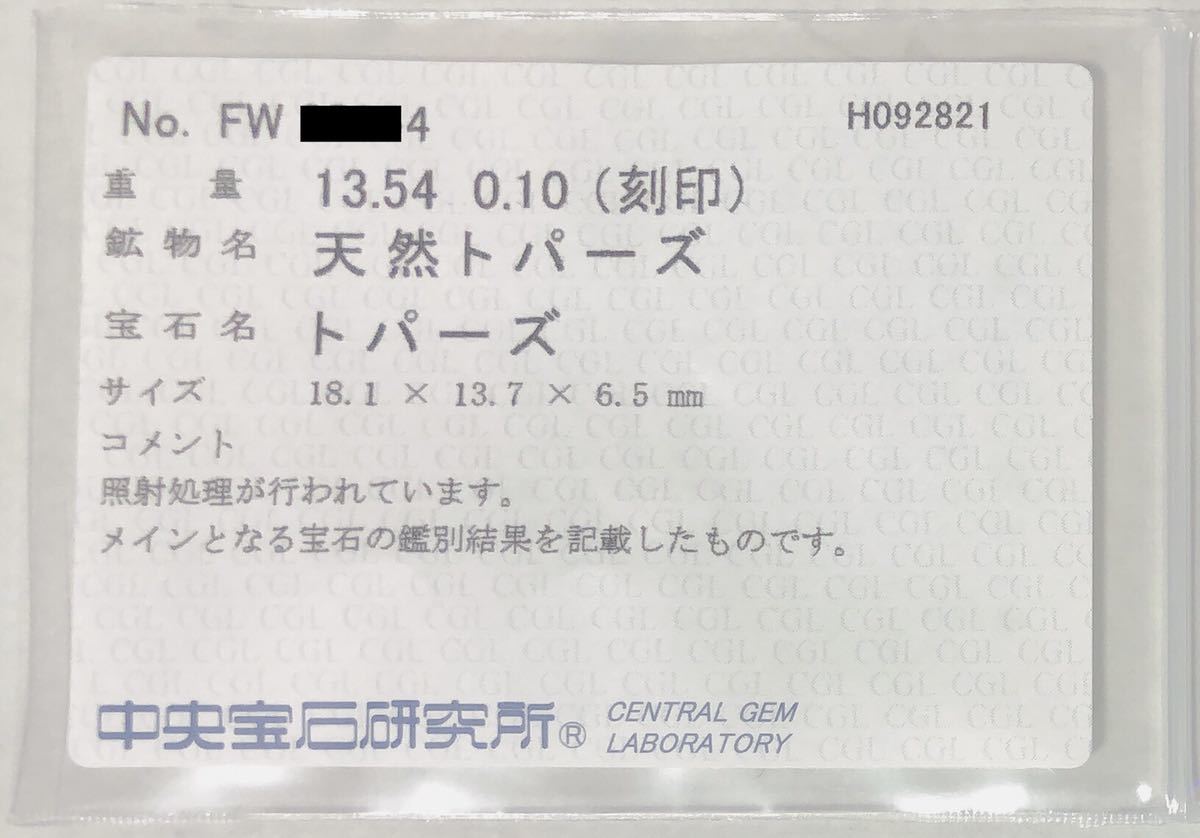 No. FW 4 H092821
重量 13.54 0.10 (刻印)
鉱物名 天然トパーズ
宝石名 トパーズ
サイズ 18.1 × 13.7 × 6.5 mm
コメント
照射処理が行われています。
メインとなる宝石の鑑別結果を記載したものです。
中央宝石研究所® CENTRAL GEM LABORATORY